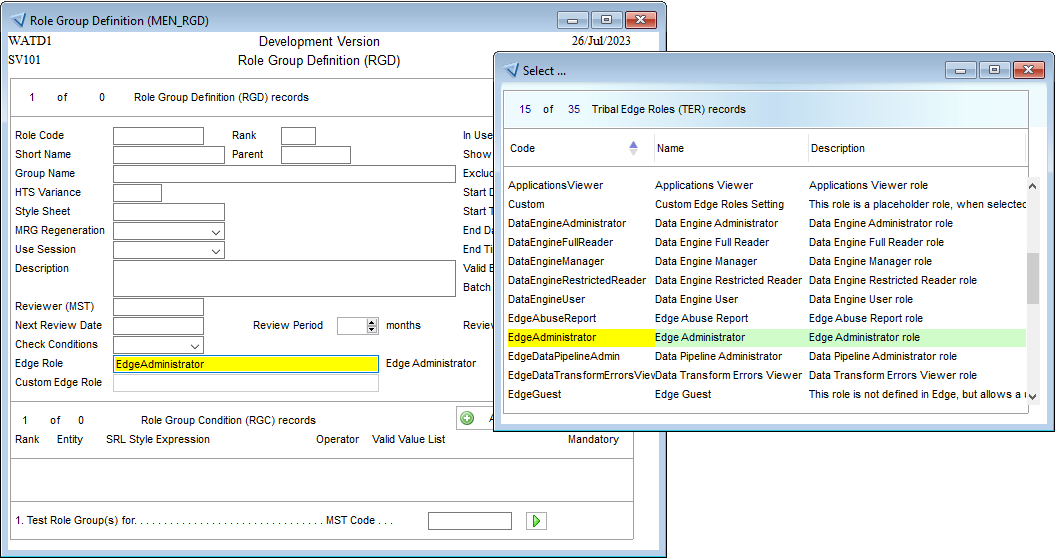 Role Group Definition (MEN_RGD)
WATD1 Development Version 26/Jul/2023
SV101 Role Group Definition (RGD)
1 of 0 Role Group Definition (RGD) records
Role Code Rank In Use
Short Name Parent Show
Group Name Exclu
HTS Variance Start D
Style Sheet Start T
MRG Regeneration End Da
Use Session End Ti
Description Valid E
Batch
Reviewer (MST)
Next Review Date Review Period months Review
Check Conditions
Edge Role EdgeAdministrator Edge Administrator
Custom Edge Role
1 of 0 Role Group Condition (RGC) records
Rank Entity SRL Style Expression Operator Valid Value List Mandatory
1. Test Role Group(s) for. . . . . . . . . . . . . . . . . . . . . . . . . . . . . . . MST Code . . .
Select ...
15 of 35 Tribal Edge Roles (TER) records
Code Name Description
ApplicationsViewer Applications Viewer Applications Viewer role
Custom Custom Edge Roles Setting This role is a placeholder role, when selected
DataEngineAdministrator Data Engine Administrator Data Engine Administrator role
DataEngineFullReader Data Engine Full Reader Data Engine Full Reader role
DataEngineManager Data Engine Manager Data Engine Manager role
DataEngineRestrictedReader Data Engine Restricted Reader Data Engine Restricted Reader role
DataEngineUser Data Engine User Data Engine User role
EdgeAbuseReport Edge Abuse Report Edge Abuse Report role
EdgeAdministrator Edge Administrator Edge Administrator role
EdgeDataPipelineAdmin Data Pipeline Administrator Data Pipeline Administrator role
EdgeDataTransformErrorsView Data Transform Errors Viewer Data Transform Errors Viewer role
EdgeGuest Edge Guest This role is not defined in Edge, but allows a